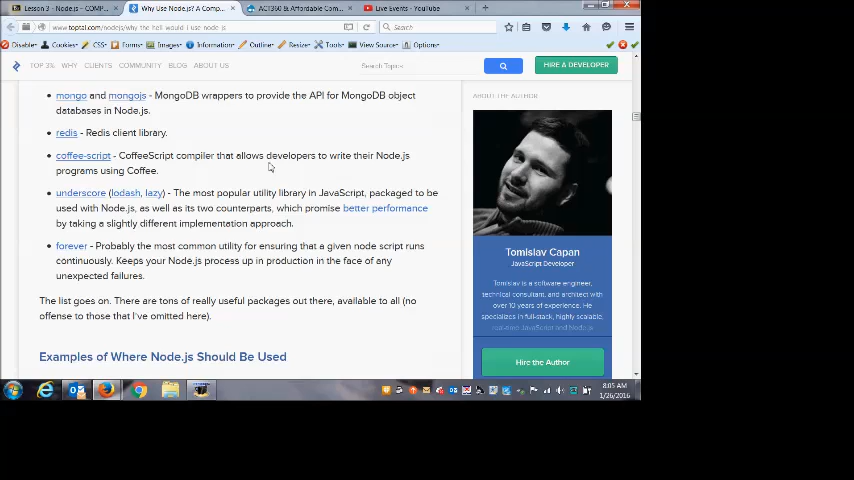 Lesson 3 - Node.js – COMP...
Why Use Node.js? A Comp...
ACT360 & Affordable Com...
Live Events - YouTube
www.toptal.com/nodejs/why-the-hell-would-i-use-node-js
Search
Disable
Cookies
CSS
Forms
Images
Information
Outline
Resize
Tools
View Source
Options
TOP 3%
WHY
CLIENTS
COMMUNITY
BLOG
ABOUT US
Search Topics
HIRE A DEVELOPER
mongo and mongojs - MongoDB wrappers to provide the API for MongoDB object
databases in Node.js.
redis - Redis client library.
coffee-script - CoffeeScript compiler that allows developers to write their Node.js
programs using Coffee.
underscore (lodash, lazy) - The most popular utility library in JavaScript, packaged to be
used with Node.js, as well as its two counterparts, which promise better performance
by taking a slightly different implementation approach.
forever - Probably the most common utility for ensuring that a given node script runs
continuously. Keeps your Node.js process up in production in the face of any
unexpected failures.
The list goes on. There are tons of really useful packages out there, available to all (no
offense to those that I've omitted here).
Examples of Where Node.js Should Be Used
ABOUT THE AUTHOR
Tomislav Capan
JavaScript Developer
Tomislav is a software engineer,
technical consultant, and architect with
over 10 years of experience. He
specializes in full-stack, highly scalable,
real-time JavaScript and Node.js
Hire the Author
8:05 AM
1/26/2016